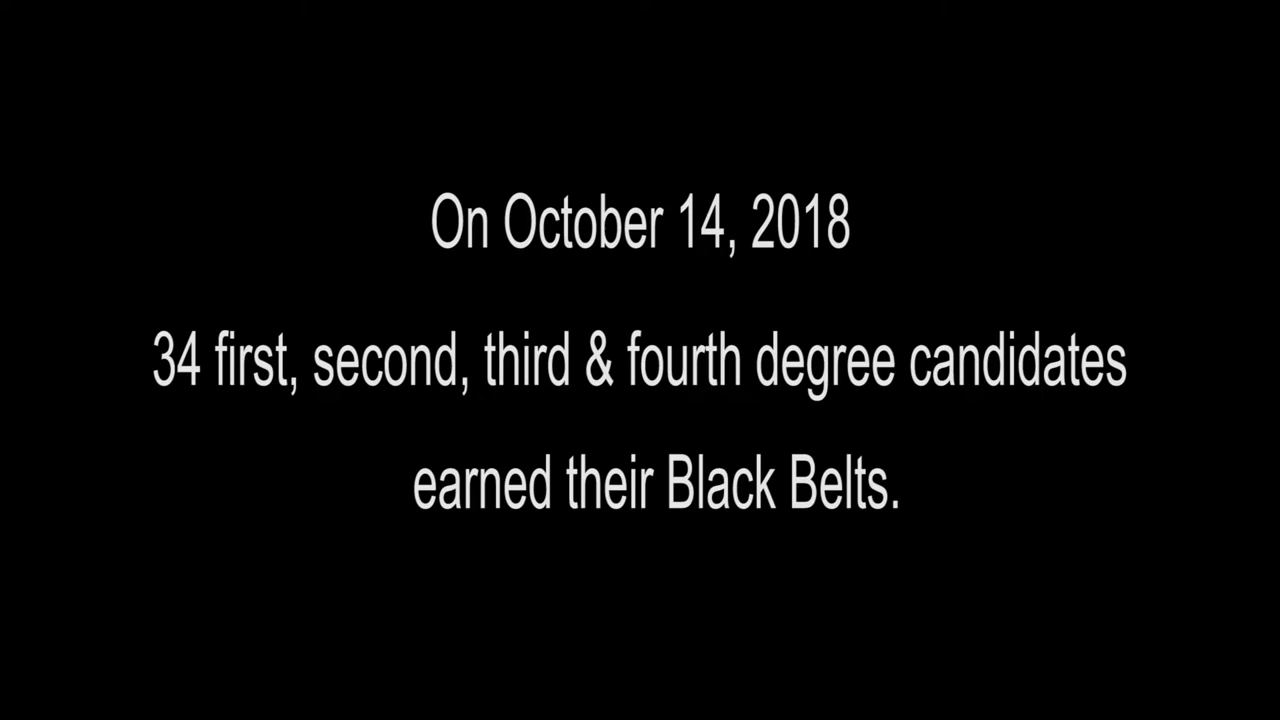 On October 14, 2018
34 first, second, third & fourth degree candidates
earned their Black Belts.